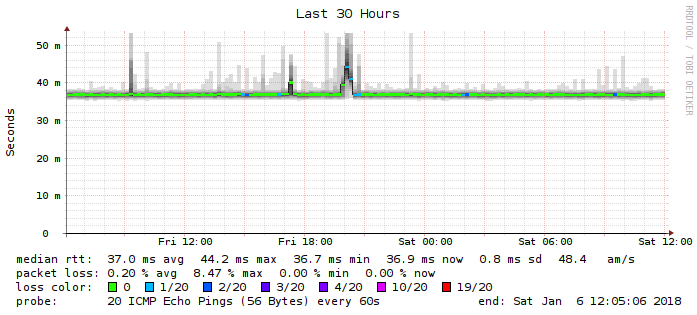 Last 30 Hours
RRDTOOL / TOBI OETIKER
Seconds
50 m
40 m
30 m
20 m
10 m
0
Fri 12:00 Fri 18:00 Sat 00:00 Sat 06:00 Sat 12:00
median rtt: 37.0 ms avg 44.2 ms max 36.7 ms min 36.9 ms now 0.8 ms sd 48.4 am/s
packet loss: 0.20 % avg 8.47 % max 0.00 % min 0.00 % now
loss color: 0 1/20 2/20 3/20 4/20 10/20 19/20
probe: 20 ICMP Echo Pings (56 Bytes) every 60s end: Sat Jan 6 12:05:06 2018